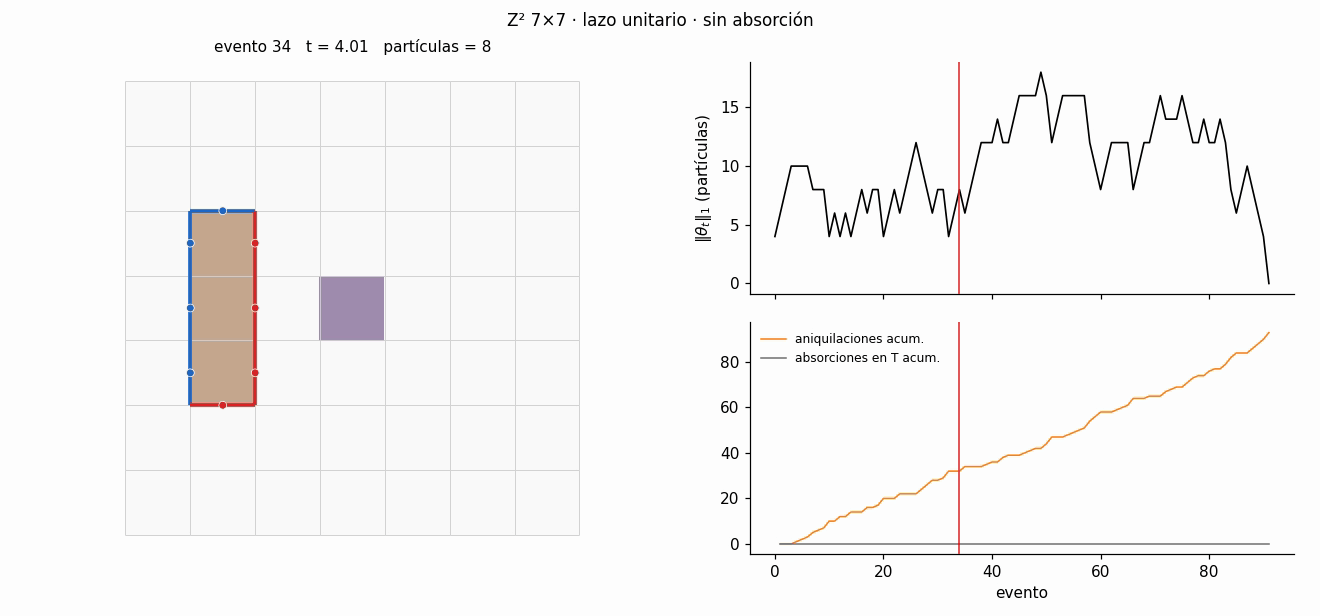 Z² 7×7 · lazo unitario · sin absorción
evento 34   t = 4.01   partículas = 8
‖θₜ‖₁ (partículas)
15
10
5
0
aniquilaciones acum.
absorciones en T acum.
80
60
40
20
0
0 20 40 60 80
evento